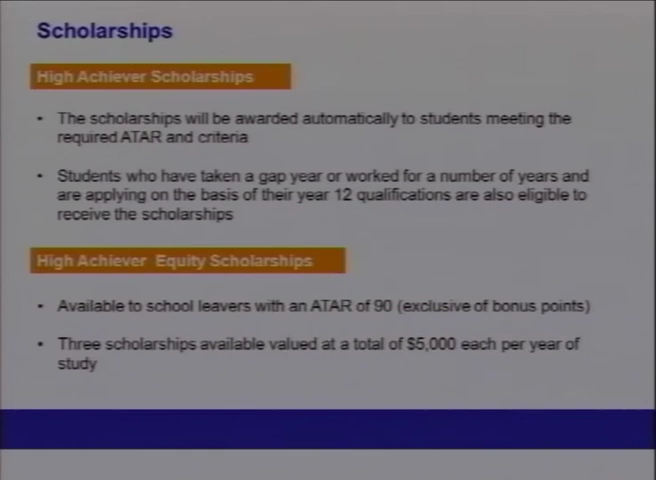 Scholarships
High Achiever Scholarships
• The scholarships will be awarded automatically to students meeting the
required ATAR and criteria
• Students who have taken a gap year or worked for a number of years and
are applying on the basis of their year 12 qualifications are also eligible to
receive the scholarships
High Achiever Equity Scholarships
• Available to school leavers with an ATAR of 90 (exclusive of bonus points)
• Three scholarships available valued at a total of $5,000 each per year of
study